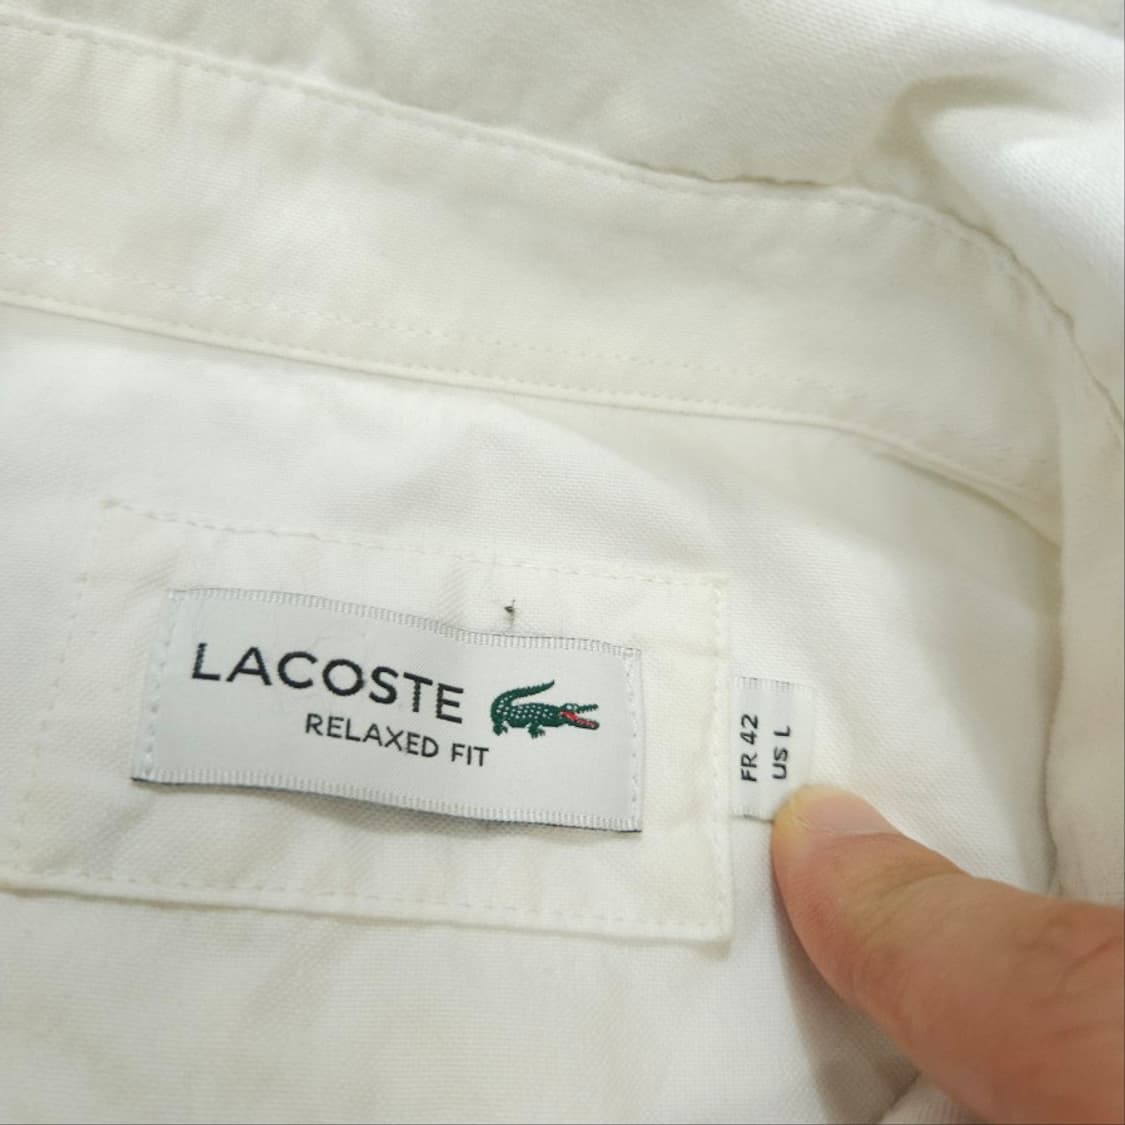 LACOSTE
RELAXED FIT
FR 42
US L